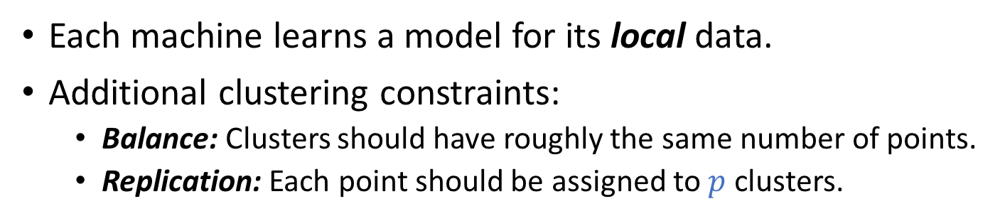 • Each machine learns a model for its local data.
• Additional clustering constraints:
• Balance: Clusters should have roughly the same number of points.
• Replication: Each point should be assigned to p clusters.